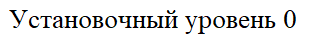 Установочный уровень 0